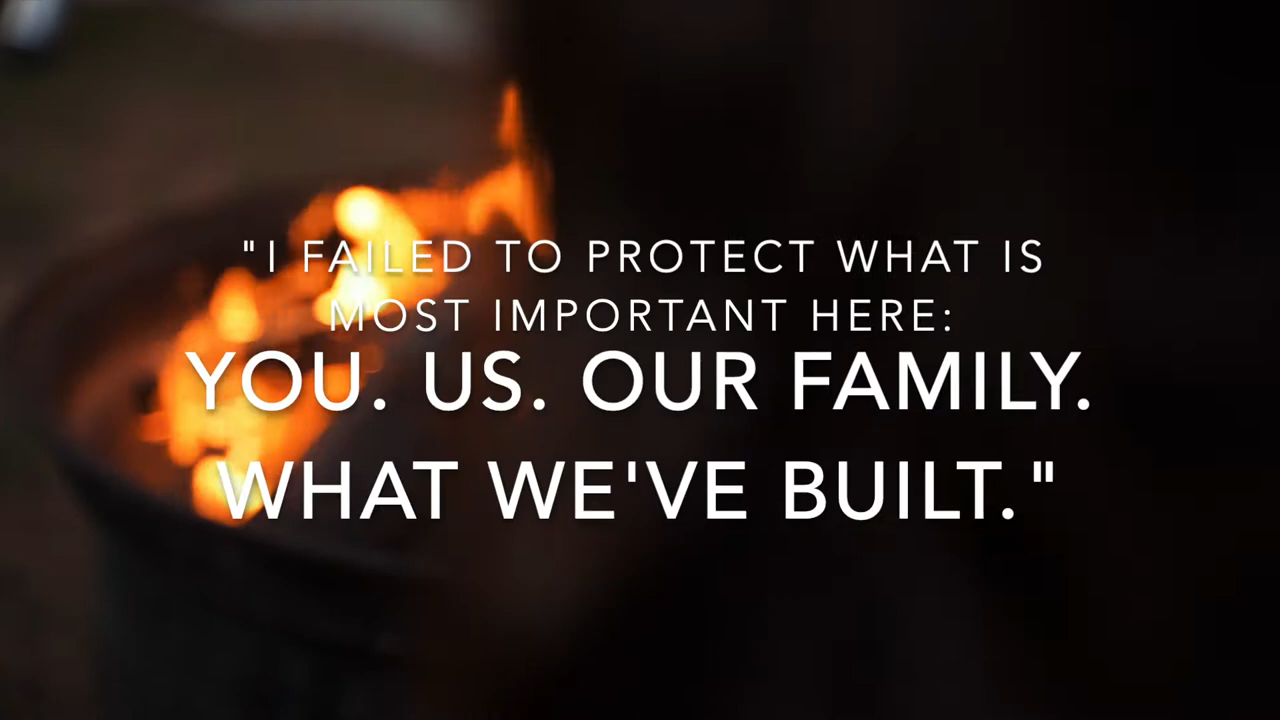 "I FAILED TO PROTECT WHAT IS
MOST IMPORTANT HERE:
YOU. US. OUR FAMILY.
WHAT WE'VE BUILT."